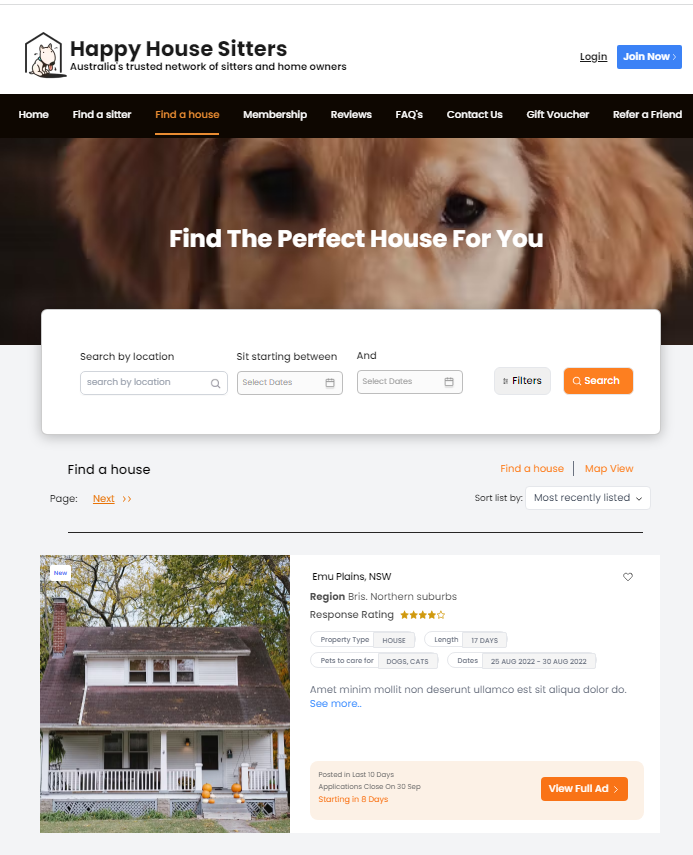 Happy House Sitters
Australia's trusted network of sitters and home owners
Login
Join Now
Home Find a sitter Find a house Membership Reviews FAQ's Contact Us Gift Voucher Refer a Friend
Find The Perfect House For You
Search by location Sit starting between And
search by location Select Dates Select Dates Filters Search
Find a house Find a house Map View
Page: Next Sort list by: Most recently listed
New
Emu Plains, NSW
Region Bris. Northern suburbs
Response Rating
Property Type HOUSE Length 17 DAYS
Pets to care for DOGS, CATS Dates 25 AUG 2022 - 30 AUG 2022
Amet minim mollit non deserunt ullamco est sit aliqua dolor do.
See more..
Posted in Last 10 Days
Applications Close On 30 Sep
Starting in 8 Days
View Full Ad